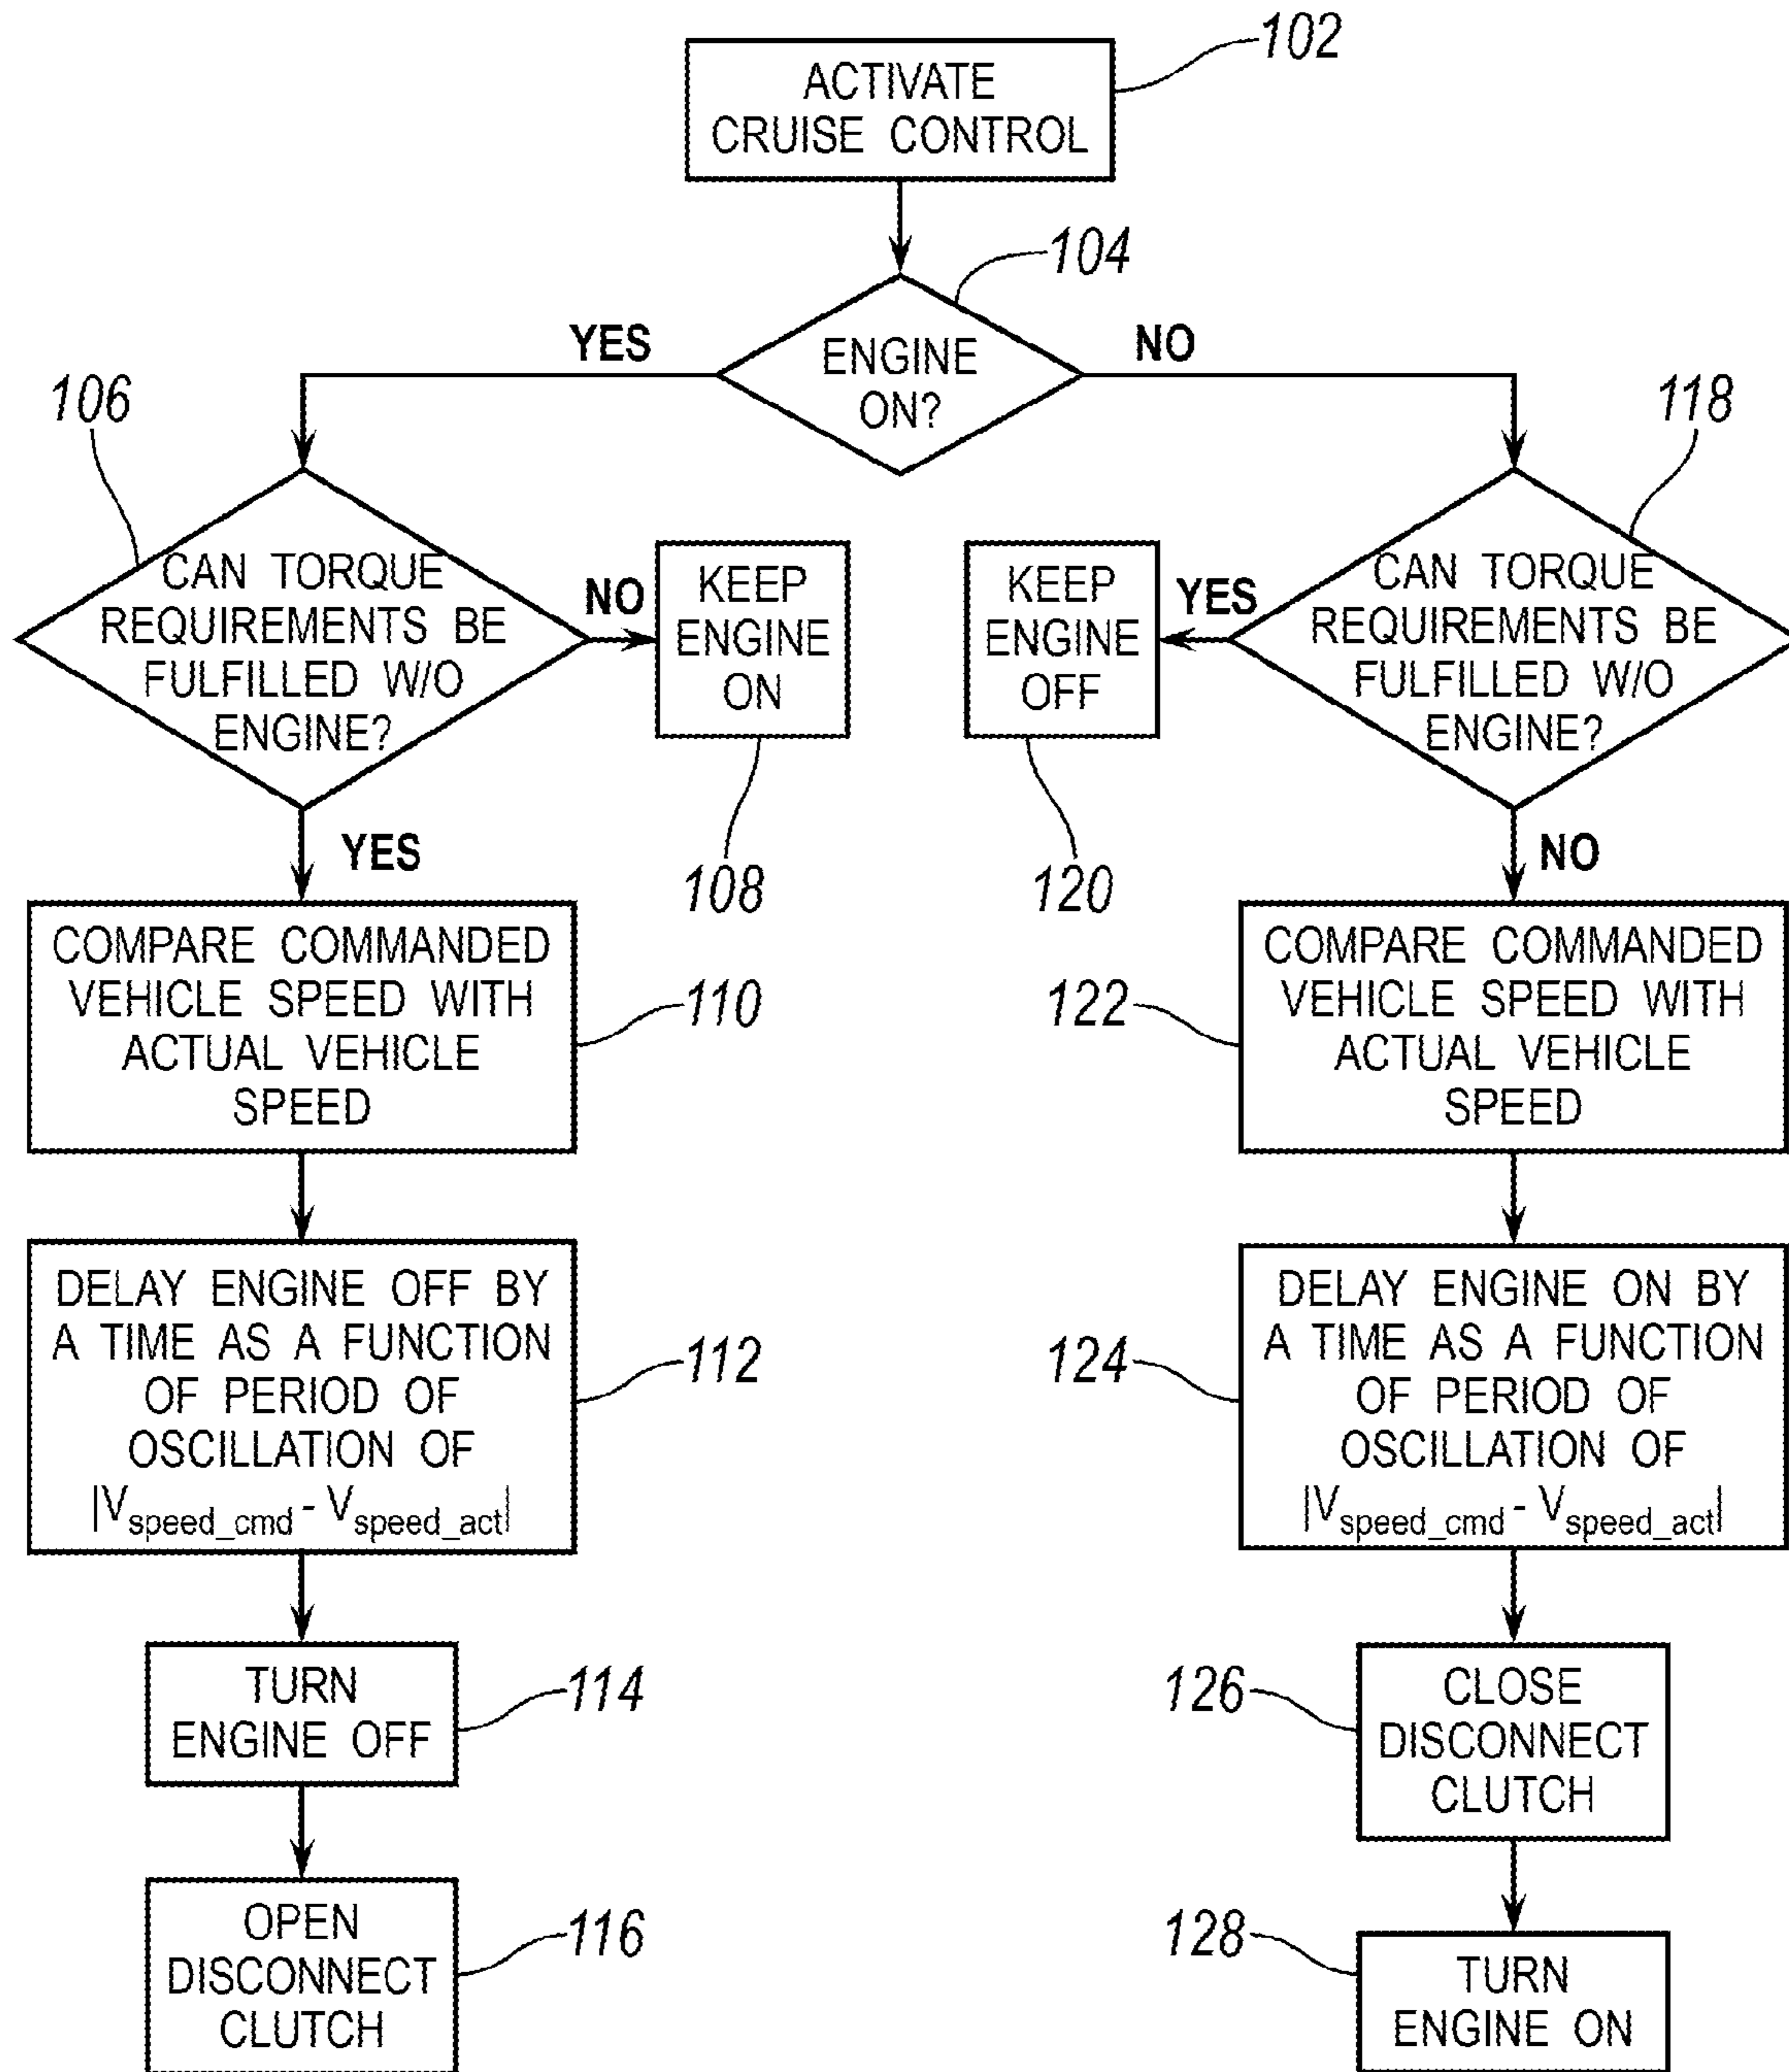 102
ACTIVATE
CRUISE CONTROL
104
YES
NO
ENGINE
ON?
106
118
CAN TORQUE
REQUIREMENTS BE
FULFILLED W/O
ENGINE?
NO
KEEP
ENGINE
ON
KEEP
ENGINE
OFF
YES
CAN TORQUE
REQUIREMENTS BE
FULFILLED W/O
ENGINE?
YES
108
120
NO
COMPARE COMMANDED
VEHICLE SPEED WITH
ACTUAL VEHICLE
SPEED
110
122
COMPARE COMMANDED
VEHICLE SPEED WITH
ACTUAL VEHICLE
SPEED
DELAY ENGINE OFF BY
A TIME AS A FUNCTION
OF PERIOD OF
OSCILLATION OF
|V_speed_cmd - V_speed_act|
112
124
DELAY ENGINE ON BY
A TIME AS A FUNCTION
OF PERIOD OF
OSCILLATION OF
|V_speed_cmd - V_speed_act|
TURN
ENGINE OFF
114
126
CLOSE
DISCONNECT
CLUTCH
OPEN
DISCONNECT
CLUTCH
116
128
TURN
ENGINE ON